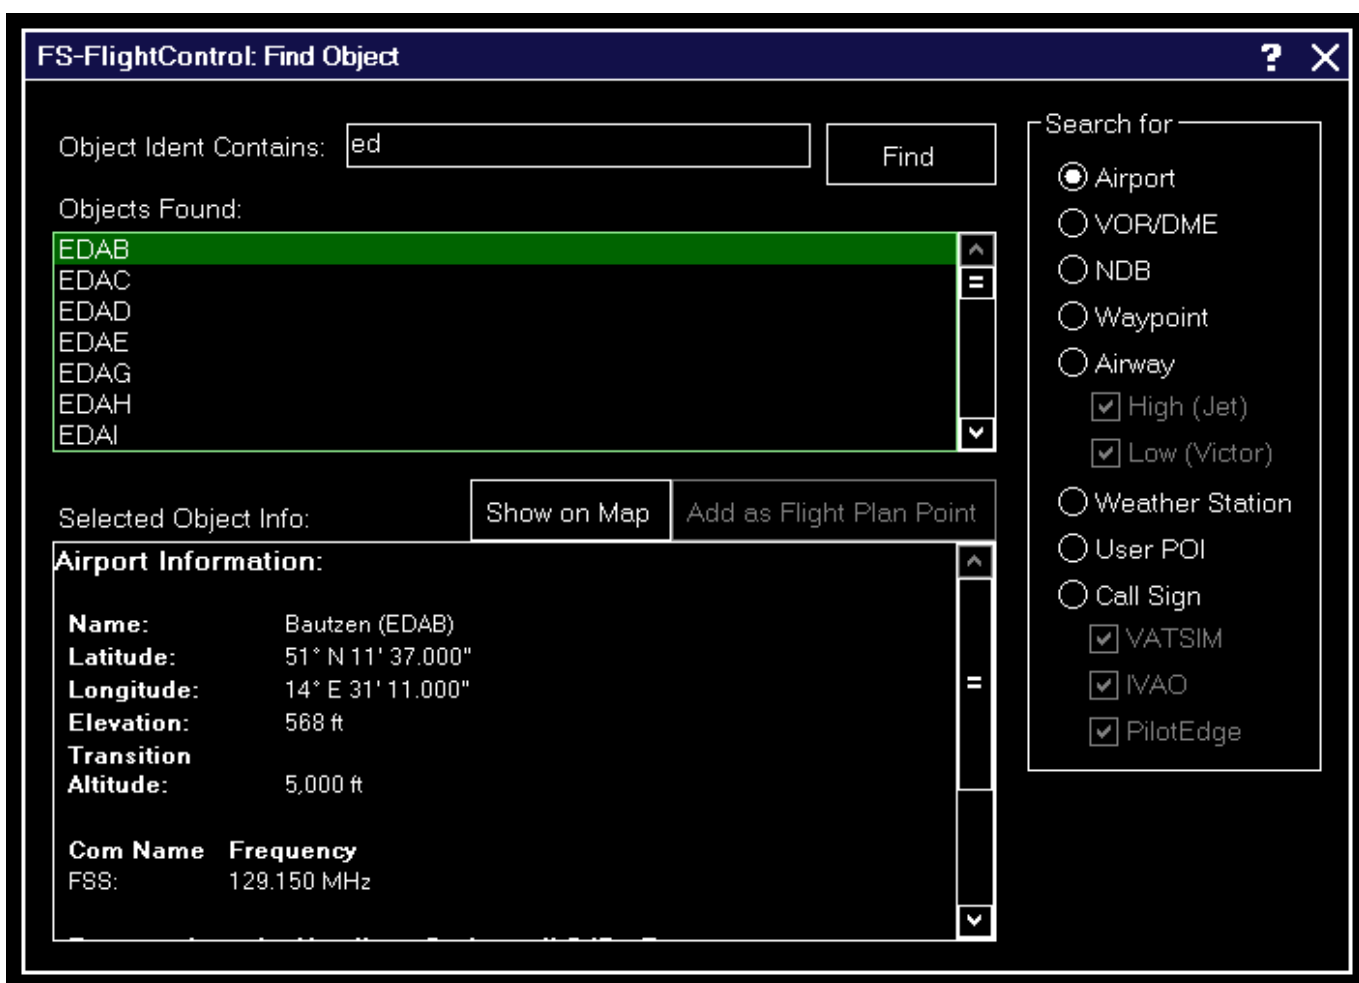 FS-FlightControl: Find Object
?
Object Ident Contains: ed
Find
Objects Found:
EDAB
EDAC
EDAD
EDAE
EDAG
EDAH
EDAI
Selected Object Info:
Show on Map
Add as Flight Plan Point
Airport Information:
Name: Bautzen (EDAB)
Latitude: 51° N 11' 37.000"
Longitude: 14° E 31' 11.000"
Elevation: 568 ft
Transition
Altitude: 5,000 ft
Com Name Frequency
FSS: 129.150 MHz
Search for
Airport
VOR/DME
NDB
Waypoint
Airway
High (Jet)
Low (Victor)
Weather Station
User POI
Call Sign
VATSIM
IVAO
PilotEdge